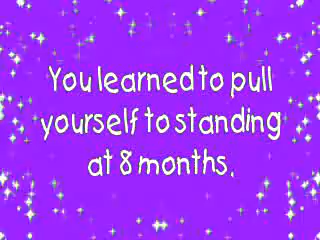 You learned to pull
yourself to standing
at 8 months.